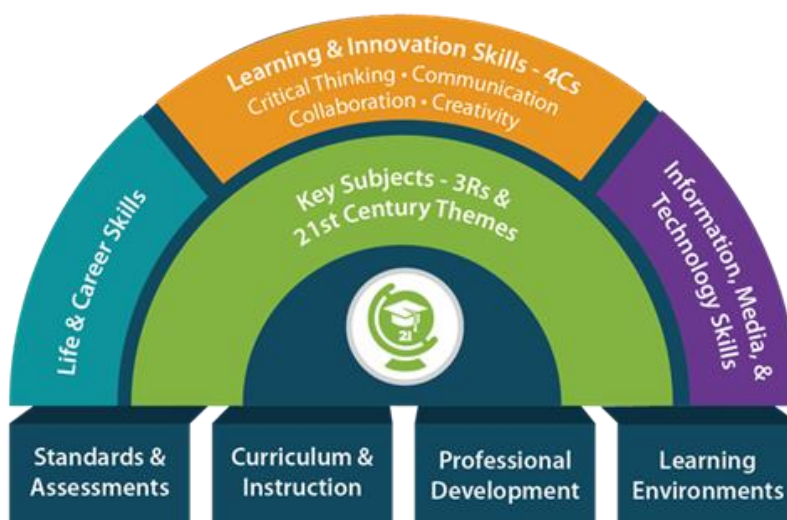 Learning & Innovation Skills - 4Cs
Critical Thinking • Communication
Collaboration • Creativity
Life & Career Skills
Key Subjects - 3Rs &
21st Century Themes
Information, Media, &
Technology Skills
21
Standards &
Assessments
Curriculum &
Instruction
Professional
Development
Learning
Environments